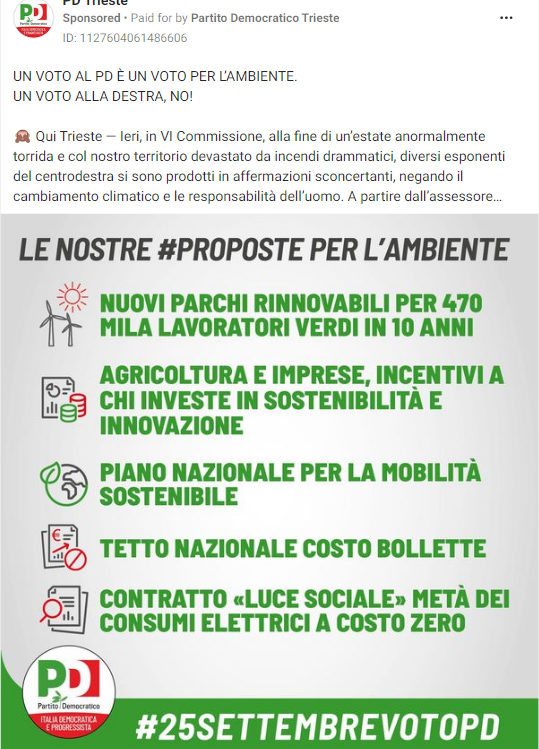 PD Trieste
Sponsored • Paid for by Partito Democratico Trieste
ID: 1127604061486606
UN VOTO AL PD È UN VOTO PER L'AMBIENTE.
UN VOTO ALLA DESTRA, NO!
Qui Trieste — Ieri, in VI Commissione, alla fine di un'estate anormalmente
torrida e col nostro territorio devastato da incendi drammatici, diversi esponenti
del centrodestra si sono prodotti in affermazioni sconcertanti, negando il
cambiamento climatico e le responsabilità dell'uomo. A partire dall'assessore...
LE NOSTRE #PROPOSTE PER L'AMBIENTE
NUOVI PARCHI RINNOVABILI PER 470
MILA LAVORATORI VERDI IN 10 ANNI
AGRICOLTURA E IMPRESE, INCENTIVI A
CHI INVESTE IN SOSTENIBILITÀ E
INNOVAZIONE
PIANO NAZIONALE PER LA MOBILITÀ
SOSTENIBILE
TETTO NAZIONALE COSTO BOLLETTE
CONTRATTO «LUCE SOCIALE» METÀ DEI
CONSUMI ELETTRICI A COSTO ZERO
PD
Partito Democratico
ITALIA DEMOCRATICA
E PROGRESSISTA
#25SETTEMBREVOTOPD